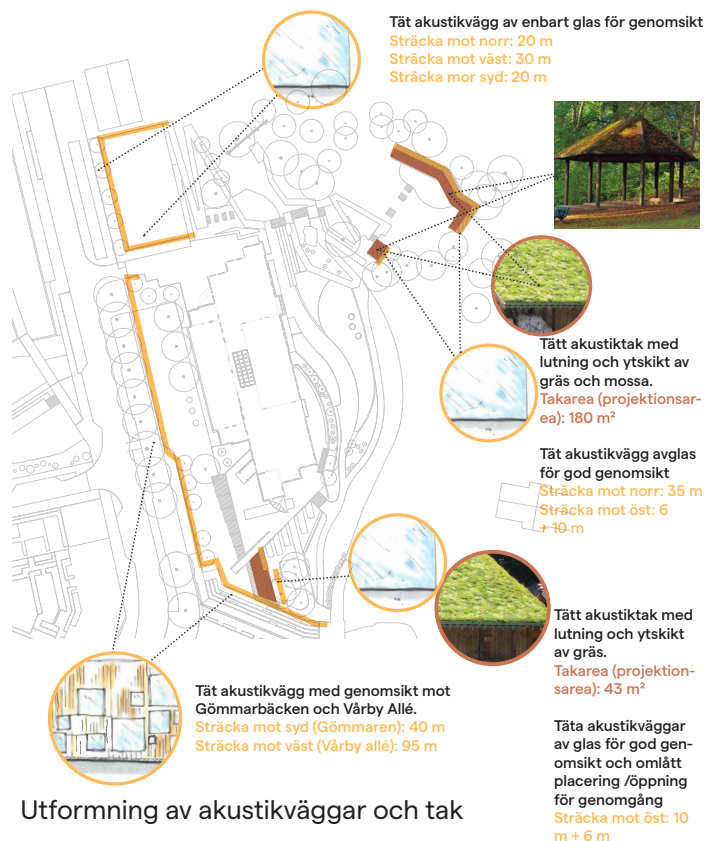 Tät akustikvägg av enbart glas för genomsikt
Sträcka mot norr: 20 m
Sträcka mot väst: 30 m
Sträcka mor syd: 20 m
Tätt akustiktak med
lutning och ytskikt av
gräs och mossa.
Takarea (projektionsar-
ea): 180 m²
Tät akustikvägg avglas
för god genomsikt
Sträcka mot norr: 35 m
Sträcka mot öst: 6
+ 10 m
Tätt akustiktak med
lutning och ytskikt
av gräs.
Takarea (projektion-
sarea): 43 m²
Täta akustikväggar
av glas för god gen-
omsikt och omlått
placering /öppning
för genomgång
Sträcka mot öst: 10
m + 6 m
Tät akustikvägg med genomsikt mot
Gömmarbäcken och Vårby Allé.
Sträcka mot syd (Gömmaren): 40 m
Sträcka mot väst (Vårby allé): 95 m
Utformning av akustikväggar och tak